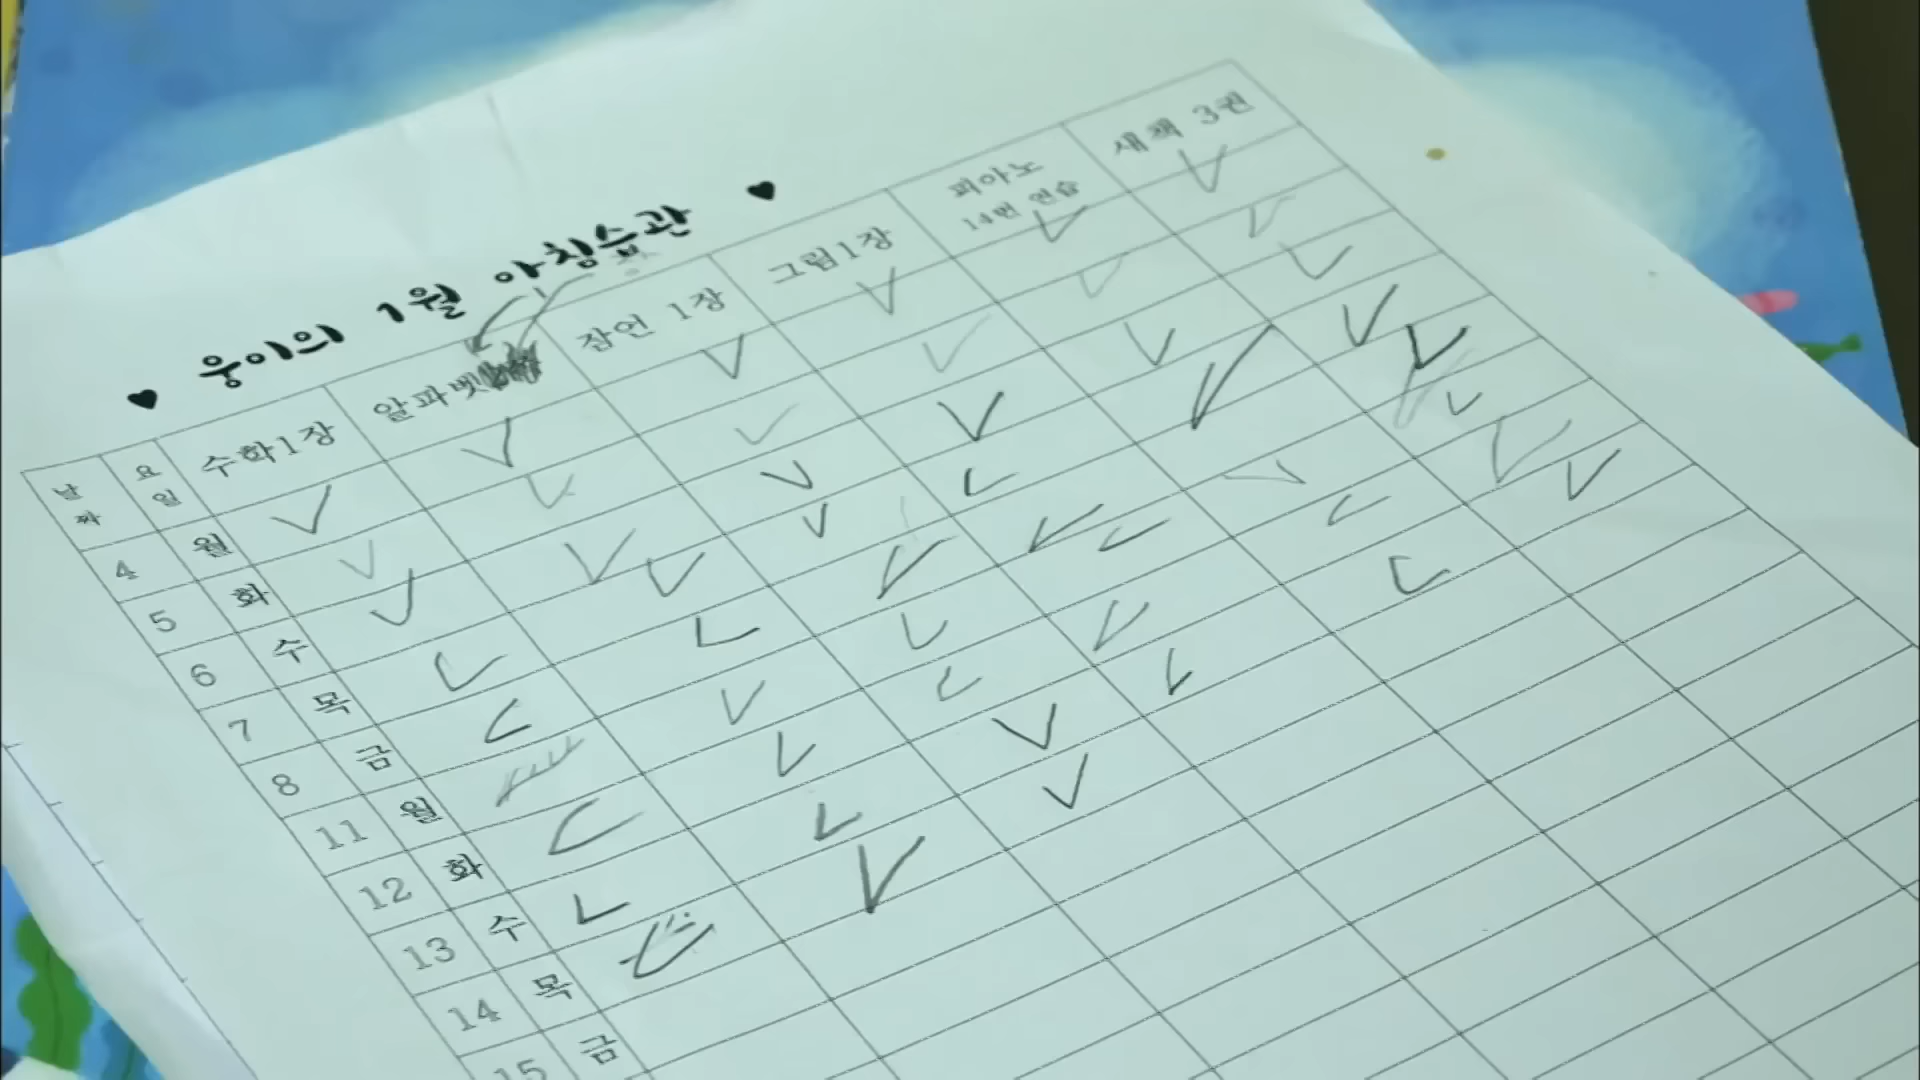 ♥ 웅이의 1월 아침습관 ♥
날짜 요일 수학1장 알파벳 잠언 1장 그림1장 피아노 14번 연습 새책 3권
4 월
5 화
6 수
7 목
8 금
11 월
12 화
13 수
14 목
15 금